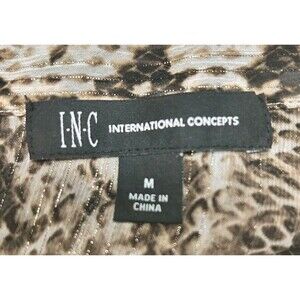 I·N·C INTERNATIONAL CONCEPTS
M
MADE IN
CHINA